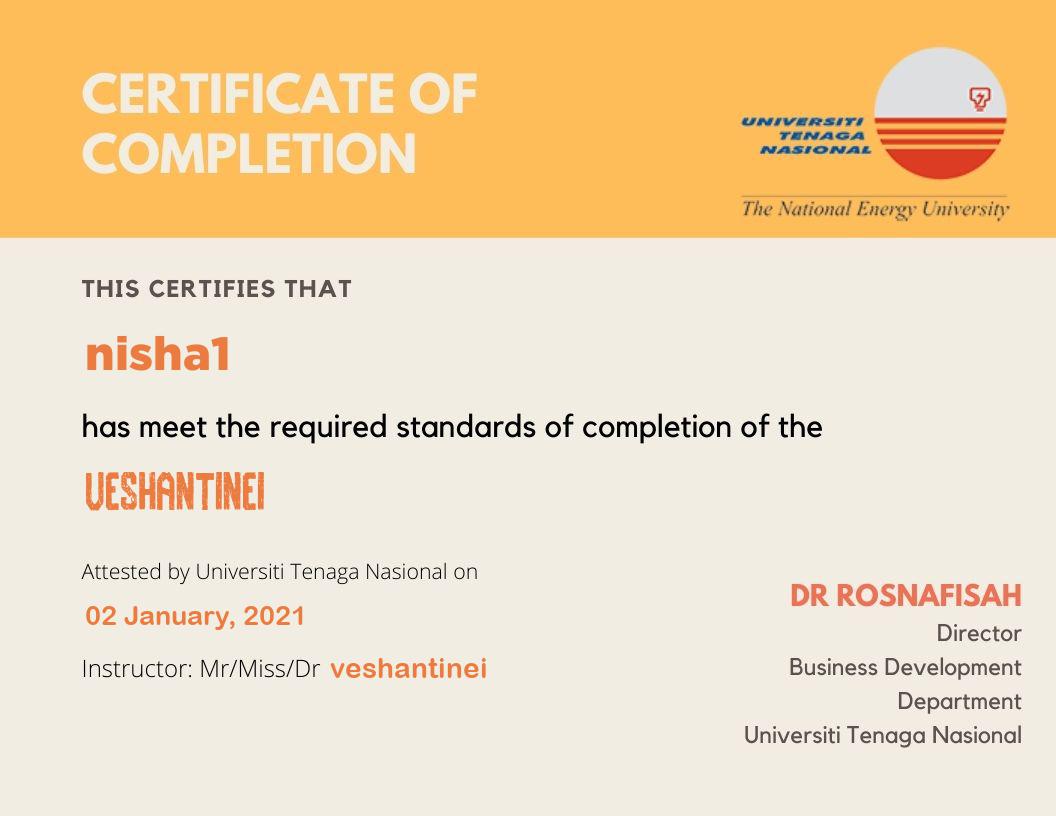 CERTIFICATE OF
COMPLETION
UNIVERSITI
TENAGA
NASIONAL
The National Energy University
THIS CERTIFIES THAT
nisha1
has meet the required standards of completion of the
VESHANTINEI
Attested by Universiti Tenaga Nasional on
02 January, 2021
Instructor: Mr/Miss/Dr veshantinei
DR ROSNAFISAH
Director
Business Development
Department
Universiti Tenaga Nasional